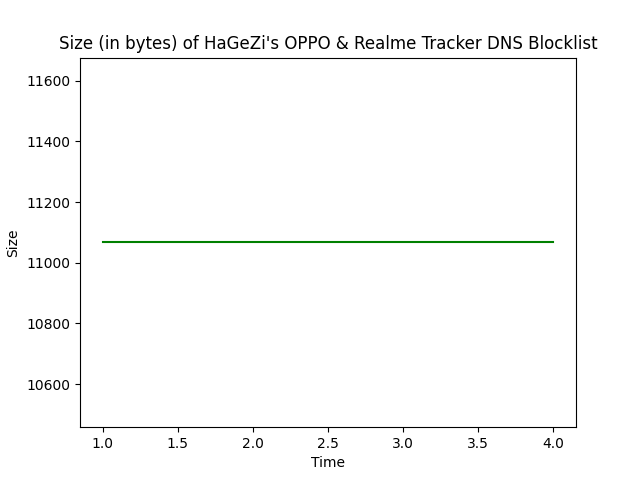 Size (in bytes) of HaGeZi's OPPO & Realme Tracker DNS Blocklist
11600
11400
11200
11000
10800
10600
Size
1.0 1.5 2.0 2.5 3.0 3.5 4.0
Time